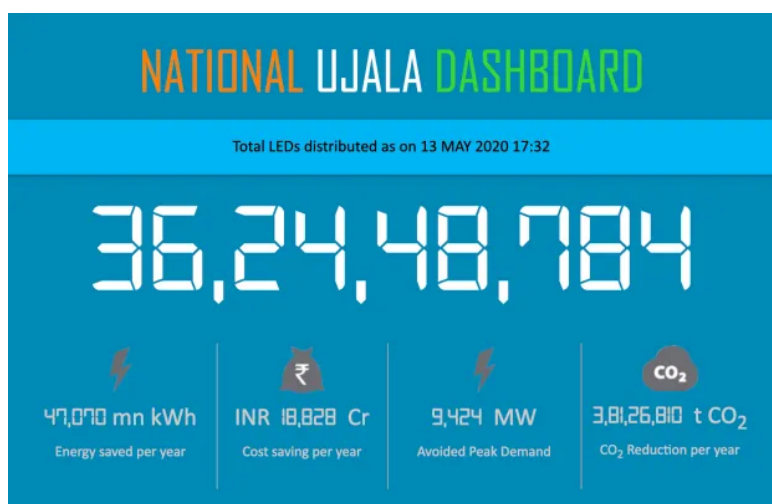 NATIONAL UJALA DASHBOARD
Total LEDs distributed as on 13 MAY 2020 17:32
36,24,48,784
₹
CO₂
47,070 mn kWh
INR 18,828 Cr
9,424 MW
3,81,26,810 t CO₂
Energy saved per year
Cost saving per year
Avoided Peak Demand
CO₂ Reduction per year